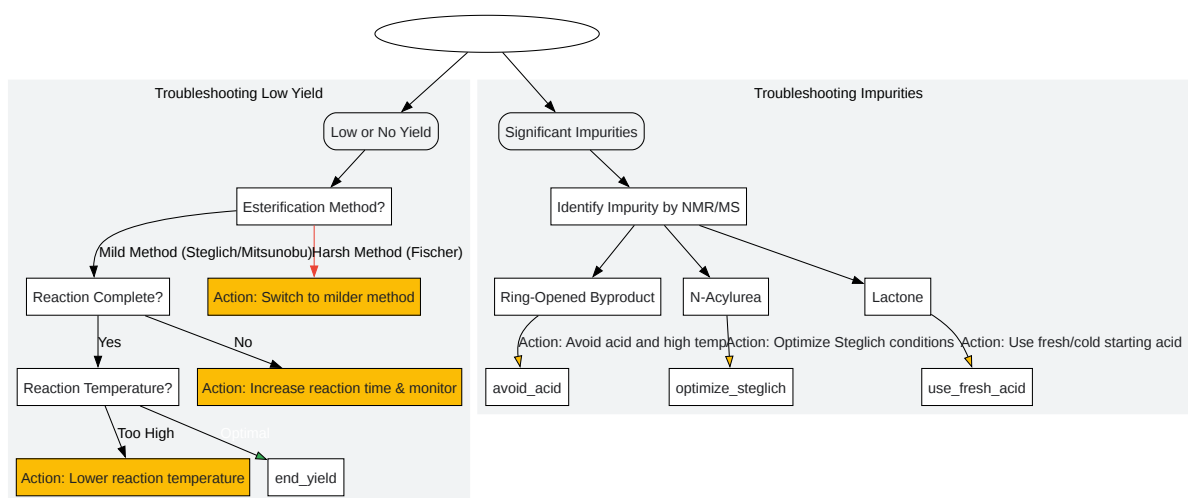 Troubleshooting Low Yield
Troubleshooting Impurities
Low or No Yield
Significant Impurities
Esterification Method?
Identify Impurity by NMR/MS
Mild Method (Steglich/Mitsunobu)
Harsh Method (Fischer)
Reaction Complete?
Action: Switch to milder method
Ring-Opened Byproduct
N-Acylurea
Lactone
Yes
No
Action: Avoid acid and high temp
Action: Optimize Steglich conditions
Action: Use fresh/cold starting acid
Reaction Temperature?
Action: Increase reaction time & monitor
avoid_acid
optimize_steglich
use_fresh_acid
Too High
Optimal
Action: Lower reaction temperature
end_yield